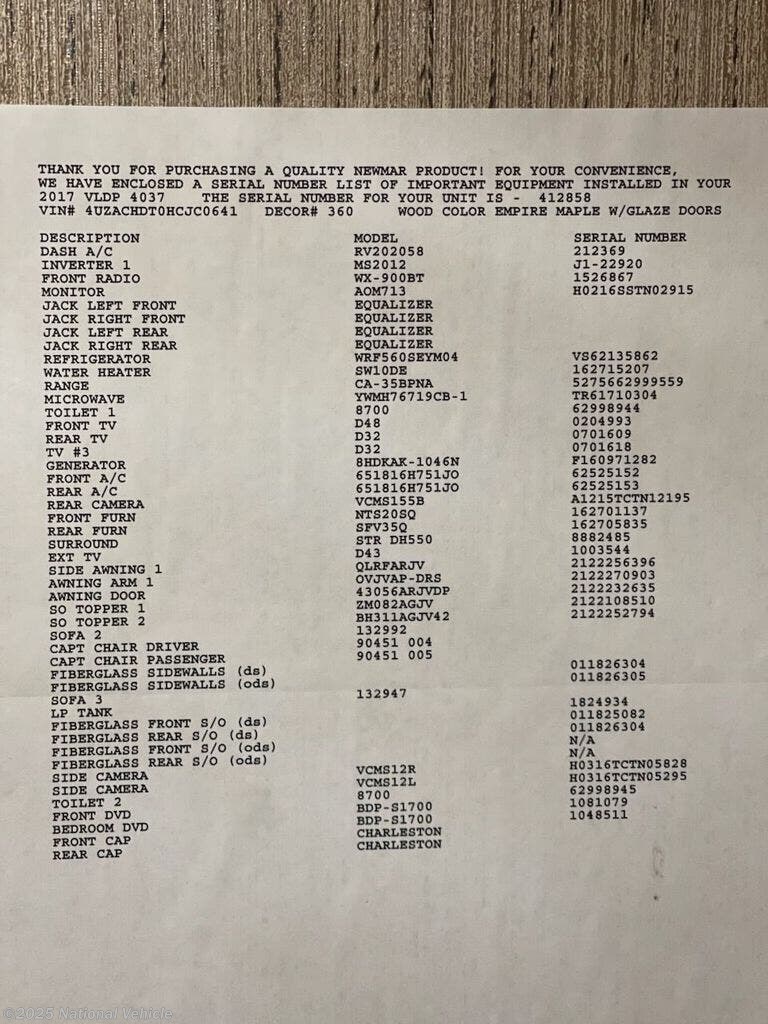 THANK YOU FOR PURCHASING A QUALITY NEWMAR PRODUCT! FOR YOUR CONVENIENCE,
WE HAVE ENCLOSED A SERIAL NUMBER LIST OF IMPORTANT EQUIPMENT INSTALLED IN YOUR
2017 VLDP 4037 THE SERIAL NUMBER FOR YOUR UNIT IS - 412858
VIN# 4UZACHDT0HCJC0641 DECOR# 360 WOOD COLOR EMPIRE MAPLE W/GLAZE DOORS
DESCRIPTION MODEL SERIAL NUMBER
DASH A/C RV202058 212369
INVERTER 1 MS2012 J1-22920
FRONT RADIO WX-900BT 1526867
MONITOR AOM713 H0216SSTN02915
JACK LEFT FRONT EQUALIZER
JACK RIGHT FRONT EQUALIZER
JACK LEFT REAR EQUALIZER
JACK RIGHT REAR EQUALIZER
REFRIGERATOR WRF560SEYM04 VS62135862
WATER HEATER SW10DE 162715207
RANGE CA-35BPNA 5275662999559
MICROWAVE YWMH76719CB-1 TR61710304
TOILET 1 8700 62998944
FRONT TV D48 0204993
REAR TV D32 0701609
TV #3 D32 0701618
GENERATOR 8HDKAK-1046N F160971282
FRONT A/C 651816H751JO 62525152
REAR A/C 651816H751JO 62525153
REAR CAMERA VCMS155B A1215TCTN12195
FRONT FURN NTS20SQ 162701137
REAR FURN SFV35Q 162705835
SURROUND STR DH550 8882485
EXT TV D43 1003544
SIDE AWNING 1 QLRFARJV 2122256396
AWNING ARM 1 OVJVAP-DRS 2122270903
AWNING DOOR 43056ARJVDP 2122232635
SO TOPPER 1 ZM082AGJV 2122108510
SO TOPPER 2 BH311AGJV42 2122252794
SOFA 2 132992
CAPT CHAIR DRIVER 90451 004
CAPT CHAIR PASSENGER 90451 005
FIBERGLASS SIDEWALLS (ds) 011826304
FIBERGLASS SIDEWALLS (ods) 011826305
SOFA 3 132947
LP TANK 1824934
FIBERGLASS FRONT S/O (ds) 011825082
FIBERGLASS REAR S/O (ds) 011826304
FIBERGLASS FRONT S/O (ods) N/A
FIBERGLASS REAR S/O (ods) N/A
SIDE CAMERA VCMS12R H0316TCTN05828
SIDE CAMERA VCMS12L H0316TCTN05295
TOILET 2 8700 62998945
FRONT DVD BDP-S1700 1081079
BEDROOM DVD BDP-S1700 1048511
FRONT CAP CHARLESTON
REAR CAP CHARLESTON
©2025 National Vehicle